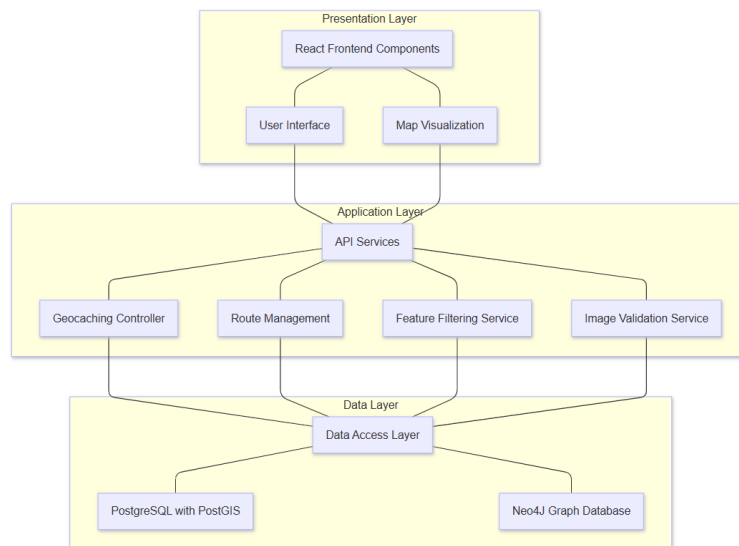 Presentation Layer
React Frontend Components
User Interface
Map Visualization
Application Layer
API Services
Geocaching Controller
Route Management
Feature Filtering Service
Image Validation Service
Data Layer
Data Access Layer
PostgreSQL with PostGIS
Neo4J Graph Database